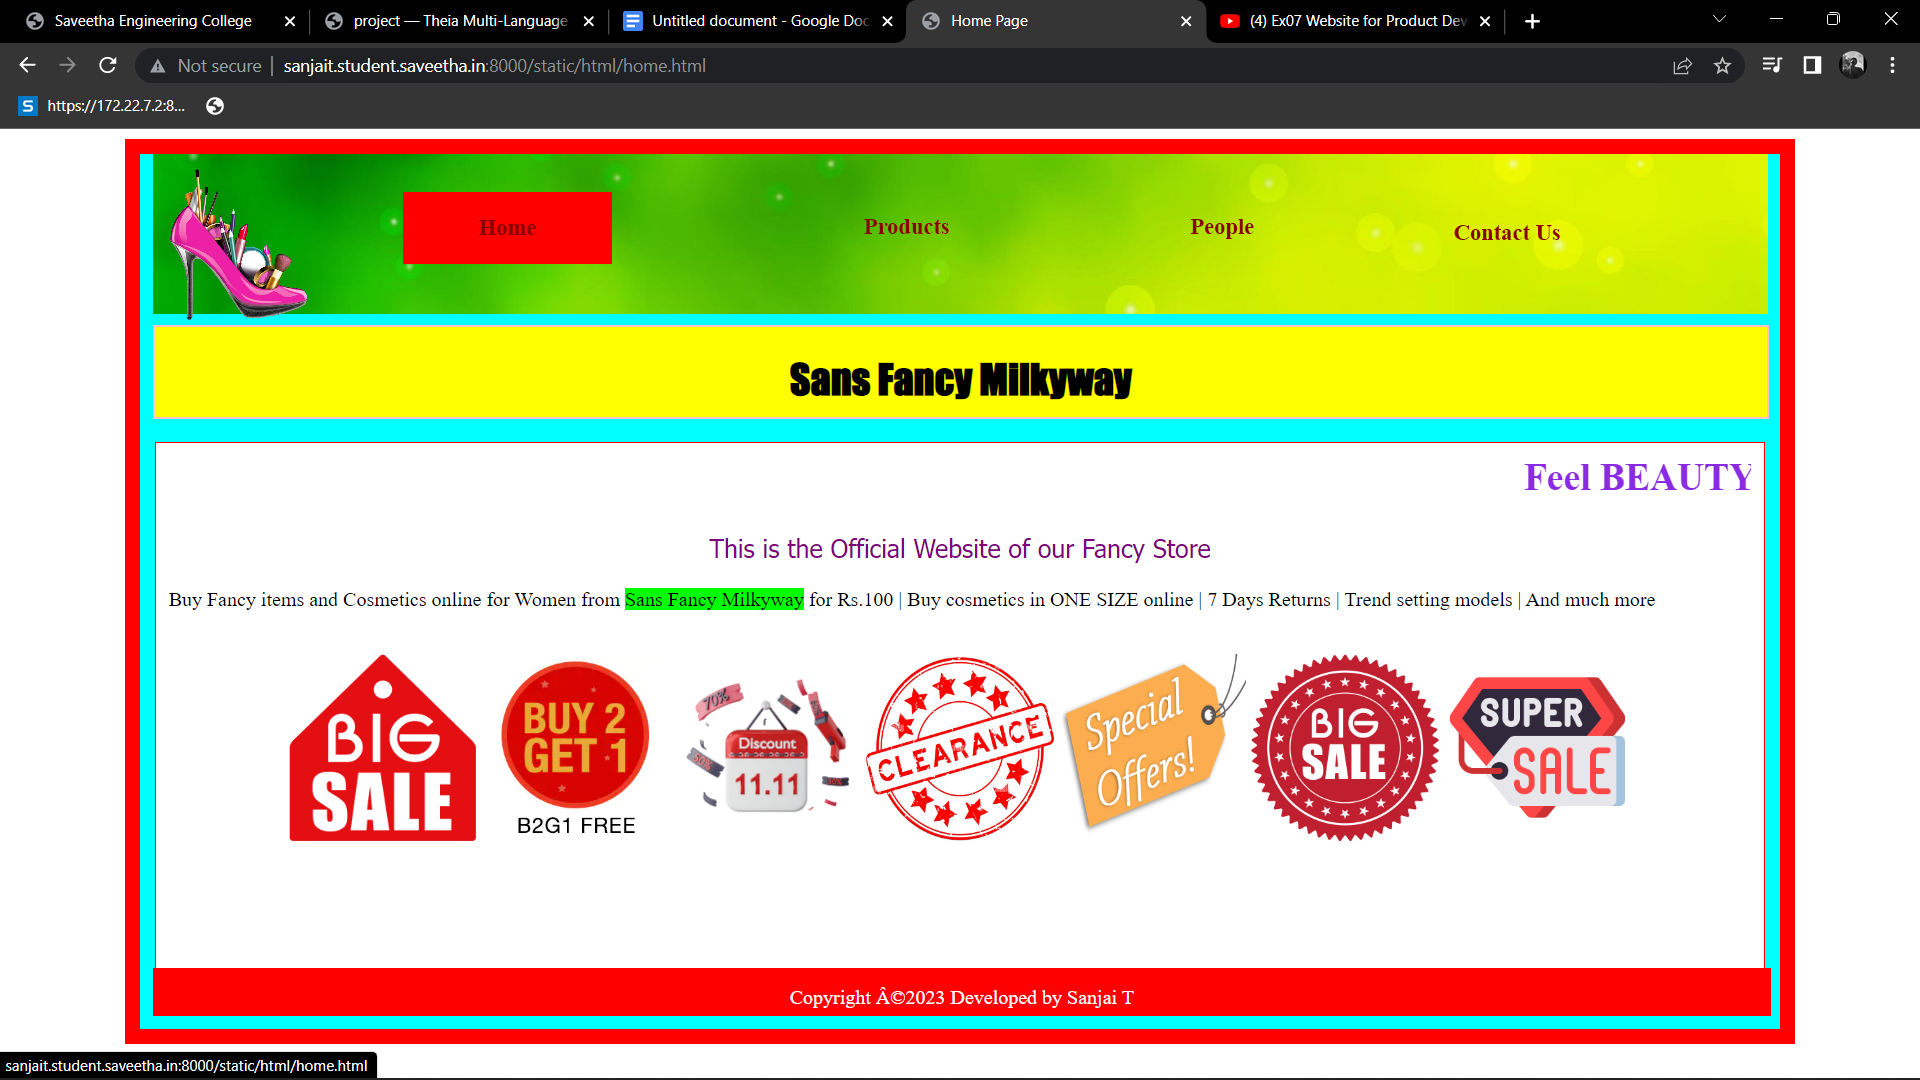 Saveetha Engineering College
project — Theia Multi-Language
Untitled document - Google Doc
Home Page
(4) Ex07 Website for Product Dev
Not secure
sanjait.student.saveetha.in:8000/static/html/home.html
S https://172.22.7.2:8...
Home
Products
People
Contact Us
Sans Fancy Milkyway
Feel BEAUTY
This is the Official Website of our Fancy Store
Buy Fancy items and Cosmetics online for Women from Sans Fancy Milkyway for Rs.100 | Buy cosmetics in ONE SIZE online | 7 Days Returns | Trend setting models | And much more
BIG
SALE
BUY 2
GET 1
B2G1 FREE
70%
50%
Discount
11.11
CLEARANCE
Special
Offers!
BIG
SALE
SUPER
SALE
Copyright Â©2023 Developed by Sanjai T
sanjait.student.saveetha.in:8000/static/html/home.html